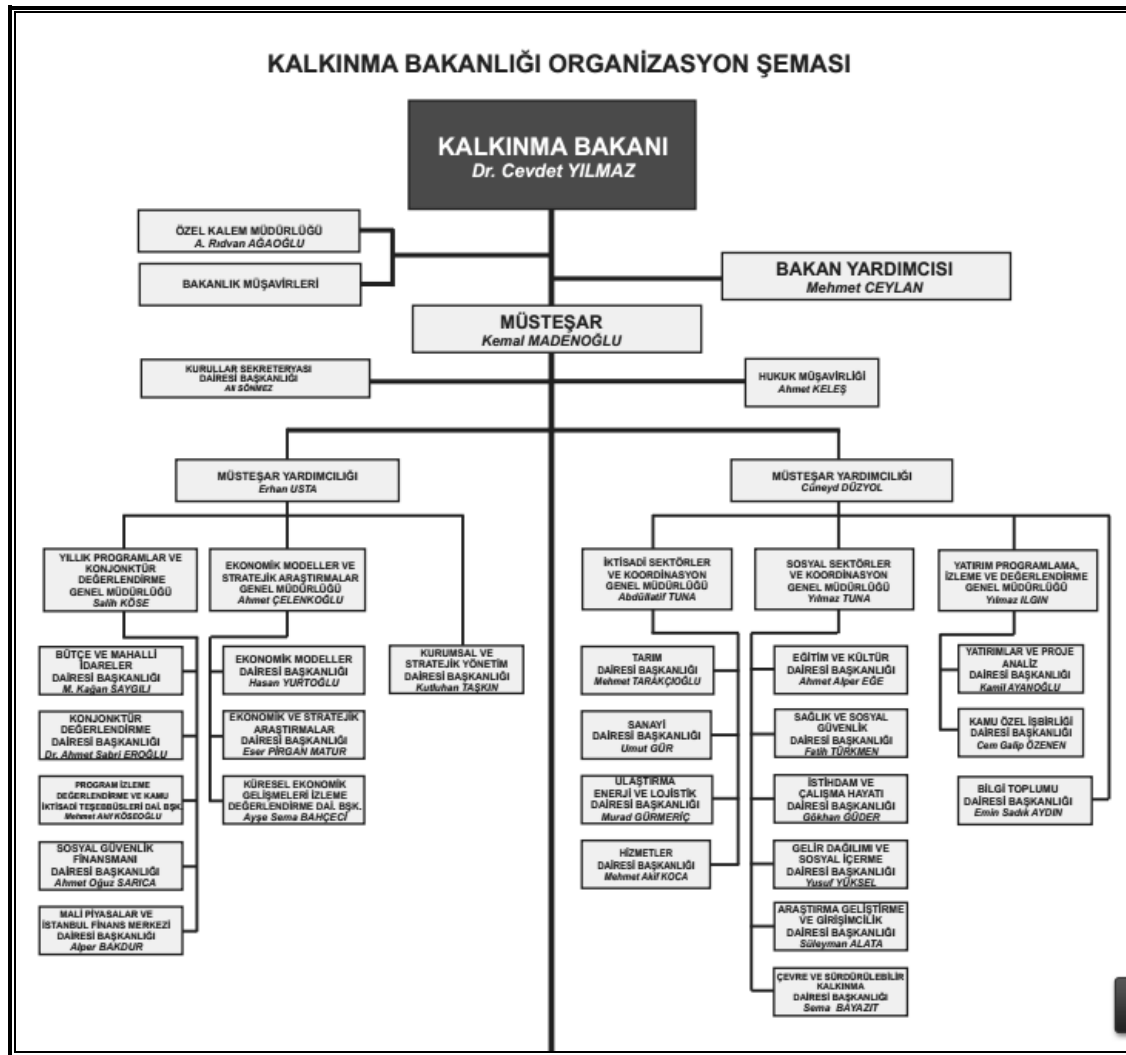 KALKINMA BAKANLIĞI ORGANİZASYON ŞEMASI
KALKINMA BAKANI
Dr. Cevdet YILMAZ
ÖZEL KALEM MÜDÜRLÜĞÜ
A. Rıdvan AĞAOĞLU
BAKANLIK MÜŞAVİRLERİ
BAKAN YARDIMCISI
Mehmet CEYLAN
MÜSTEŞAR
Kemal MADENOĞLU
KURULLAR SEKRETERYASI
DAİRESİ BAŞKANLIĞI
Ali SÖNMEZ
HUKUK MÜŞAVİRLİĞİ
Ahmet KELEŞ
MÜSTEŞAR YARDIMCILIĞI
Erhan USTA
MÜSTEŞAR YARDIMCILIĞI
Cüneyd DÜZYOL
YILLIK PROGRAMLAR VE
KONJONKTÜR
DEĞERLENDİRME
GENEL MÜDÜRLÜĞÜ
Salih KÖSE
EKONOMİK MODELLER VE
STRATEJİK ARAŞTIRMALAR
GENEL MÜDÜRLÜĞÜ
Ahmet ÇELENKOĞLU
İKTİSADİ SEKTÖRLER
VE KOORDİNASYON
GENEL MÜDÜRLÜĞÜ
Abdüllatif TUNA
SOSYAL SEKTÖRLER
VE KOORDİNASYON
GENEL MÜDÜRLÜĞÜ
Yılmaz TUNA
YATIRIM PROGRAMLAMA,
İZLEME VE DEĞERLENDİRME
GENEL MÜDÜRLÜĞÜ
Yılmaz ILGIN
BÜTÇE VE MAHALLİ
İDARELER
DAİRESİ BAŞKANLIĞI
M. Kağan SAYGILI
KONJONKTÜR
DEĞERLENDİRME
DAİRESİ BAŞKANLIĞI
Dr. Ahmet Sabri EROĞLU
PROGRAM İZLEME
DEĞERLENDİRME VE KAMU
İKTİSADİ TEŞEBBÜSLERİ DAİ. BŞK.
Mehmet Akif KÖSEOĞLU
SOSYAL GÜVENLİK
FİNANSMANI
DAİRESİ BAŞKANLIĞI
Ahmet Oğuz SARICA
MALİ PİYASALAR VE
İSTANBUL FİNANS MERKEZİ
DAİRESİ BAŞKANLIĞI
Alper BAKDUR
EKONOMİK MODELLER
DAİRESİ BAŞKANLIĞI
Hasan YURTOĞLU
EKONOMİK VE STRATEJİK
ARAŞTIRMALAR
DAİRESİ BAŞKANLIĞI
Eser PİRGAN MATUR
KÜRESEL EKONOMİK
GELİŞMELERİ İZLEME
DEĞERLENDİRME DAİ. BŞK.
Ayşe Sema BAHÇECİ
KURUMSAL VE
STRATEJİK YÖNETİM
DAİRESİ BAŞKANLIĞI
Kutluhan TAŞKIN
TARIM
DAİRESİ BAŞKANLIĞI
Mehmet TARAKÇIOĞLU
SANAYİ
DAİRESİ BAŞKANLIĞI
Umut GÜR
ULAŞTIRMA
ENERJİ VE LOJİSTİK
DAİRESİ BAŞKANLIĞI
Murad GÜRMERİÇ
HİZMETLER
DAİRESİ BAŞKANLIĞI
Mehmet Akif KOCA
EĞİTİM VE KÜLTÜR
DAİRESİ BAŞKANLIĞI
Ahmet Alper EĞE
SAĞLIK VE SOSYAL
GÜVENLİK
DAİRESİ BAŞKANLIĞI
Fatih TÜRKMEN
İSTİHDAM VE
ÇALIŞMA HAYATI
DAİRESİ BAŞKANLIĞI
Gökhan GÜDER
GELİR DAĞILIMI VE
SOSYAL İÇERME
DAİRESİ BAŞKANLIĞI
Yusuf YÜKSEL
ARAŞTIRMA GELİŞTİRME
VE GİRİŞİMCİLİK
DAİRESİ BAŞKANLIĞI
Süleyman ALATA
ÇEVRE VE SÜRDÜRÜLEBİLİR
KALKINMA
DAİRESİ BAŞKANLIĞI
Sema BAYAZIT
YATIRIMLAR VE PROJE
ANALİZ
DAİRESİ BAŞKANLIĞI
Kamil AYANOĞLU
KAMU ÖZEL İŞBİRLİĞİ
DAİRESİ BAŞKANLIĞI
Cem Galip ÖZENEN
BİLGİ TOPLUMU
DAİRESİ BAŞKANLIĞI
Emin Sadık AYDIN